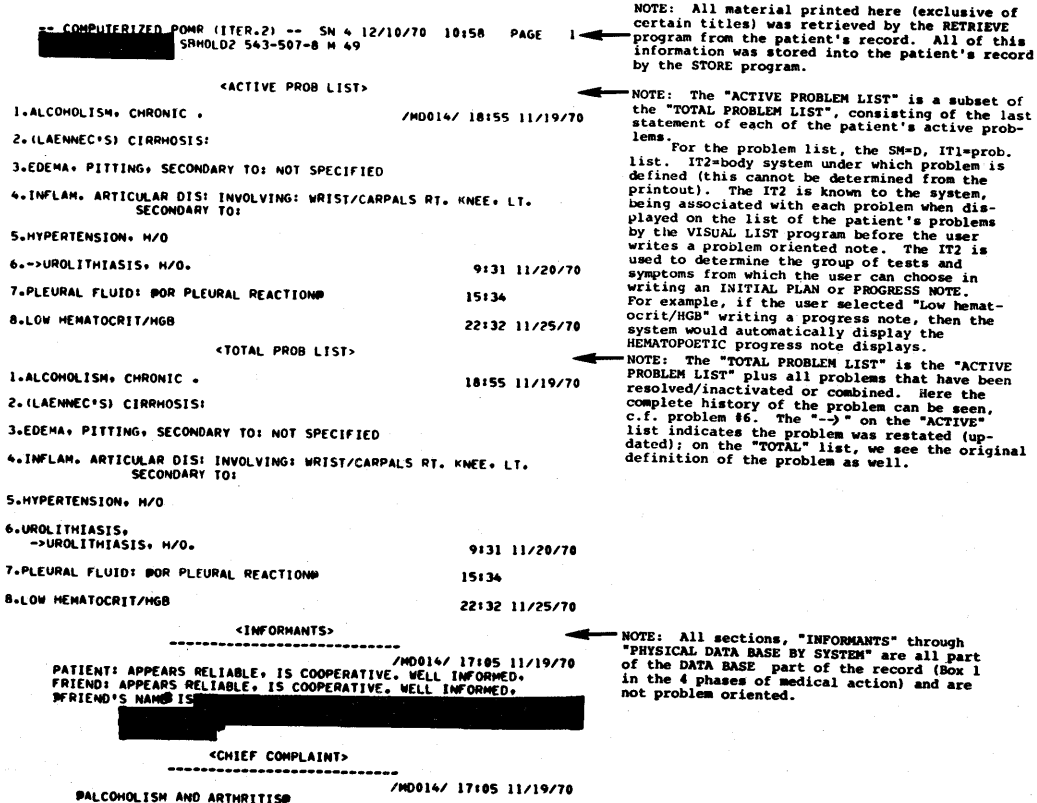 -- COMPUTERIZED POMR (ITER.2) -- SN 4 12/10/70 10:58 PAGE 1
SRHOLD2 543-507-8 M 49
NOTE: All material printed here (exclusive of
certain titles) was retrieved by the RETRIEVE
program from the patient's record. All of this
information was stored into the patient's record
by the STORE program.
<ACTIVE PROB LIST>
1.ALCOHOLISM, CHRONIC . /MD014/ 18:55 11/19/70
2.(LAENNEC'S) CIRRHOSIS:
3.EDEMA, PITTING, SECONDARY TO: NOT SPECIFIED
4.INFLAM. ARTICULAR DIS: INVOLVING: WRIST/CARPALS RT. KNEE, LT.
SECONDARY TO:
5.HYPERTENSION, H/O
6.->UROLITHIASIS, H/O. 9:31 11/20/70
7.PLEURAL FLUID: @OR PLEURAL REACTION@ 15:34
8.LOW HEMATOCRIT/HGB 22:32 11/25/70
NOTE: The "ACTIVE PROBLEM LIST" is a subset of
the "TOTAL PROBLEM LIST", consisting of the last
statement of each of the patient's active prob-
lems.
For the problem list, the SM=D, IT1=prob.
list. IT2=body system under which problem is
defined (this cannot be determined from the
printout). The IT2 is known to the system,
being associated with each problem when dis-
played on the list of the patient's problems
by the VISUAL LIST program before the user
writes a problem oriented note. The IT2 is
used to determine the group of tests and
symptoms from which the user can choose in
writing an INITIAL PLAN or PROGRESS NOTE.
For example, if the user selected "Low hemat-
ocrit/HGB" writing a progress note, then the
system would automatically display the
HEMATOPOETIC progress note displays.
<TOTAL PROB LIST>
1.ALCOHOLISM, CHRONIC . 18:55 11/19/70
2.(LAENNEC'S) CIRRHOSIS:
3.EDEMA, PITTING, SECONDARY TO: NOT SPECIFIED
4.INFLAM. ARTICULAR DIS: INVOLVING: WRIST/CARPALS RT. KNEE, LT.
SECONDARY TO:
5.HYPERTENSION, H/O
6.UROLITHIASIS,
->UROLITHIASIS, H/O. 9:31 11/20/70
7.PLEURAL FLUID: @OR PLEURAL REACTION@ 15:34
8.LOW HEMATOCRIT/HGB 22:32 11/25/70
NOTE: The "TOTAL PROBLEM LIST" is the "ACTIVE
PROBLEM LIST" plus all problems that have been
resolved/inactivated or combined. Here the
complete history of the problem can be seen,
c.f. problem #6. The "-->" on the "ACTIVE"
list indicates the problem was restated (up-
dated); on the "TOTAL" list, we see the original
definition of the problem as well.
<INFORMANTS>
------------------------------
/MD014/ 17:05 11/19/70
PATIENT: APPEARS RELIABLE, IS COOPERATIVE. WELL INFORMED,
FRIEND: APPEARS RELIABLE, IS COOPERATIVE. WELL INFORMED,
@FRIEND'S NAME IS
NOTE: All sections, "INFORMANTS" through
"PHYSICAL DATA BASE BY SYSTEM" are all part
of the DATA BASE part of the record (Box 1
in the 4 phases of medical action) and are
not problem oriented.
<CHIEF COMPLAINT>
------------------------------
/MD014/ 17:05 11/19/70
@ALCOHOLISM AND ARTHRITIS@